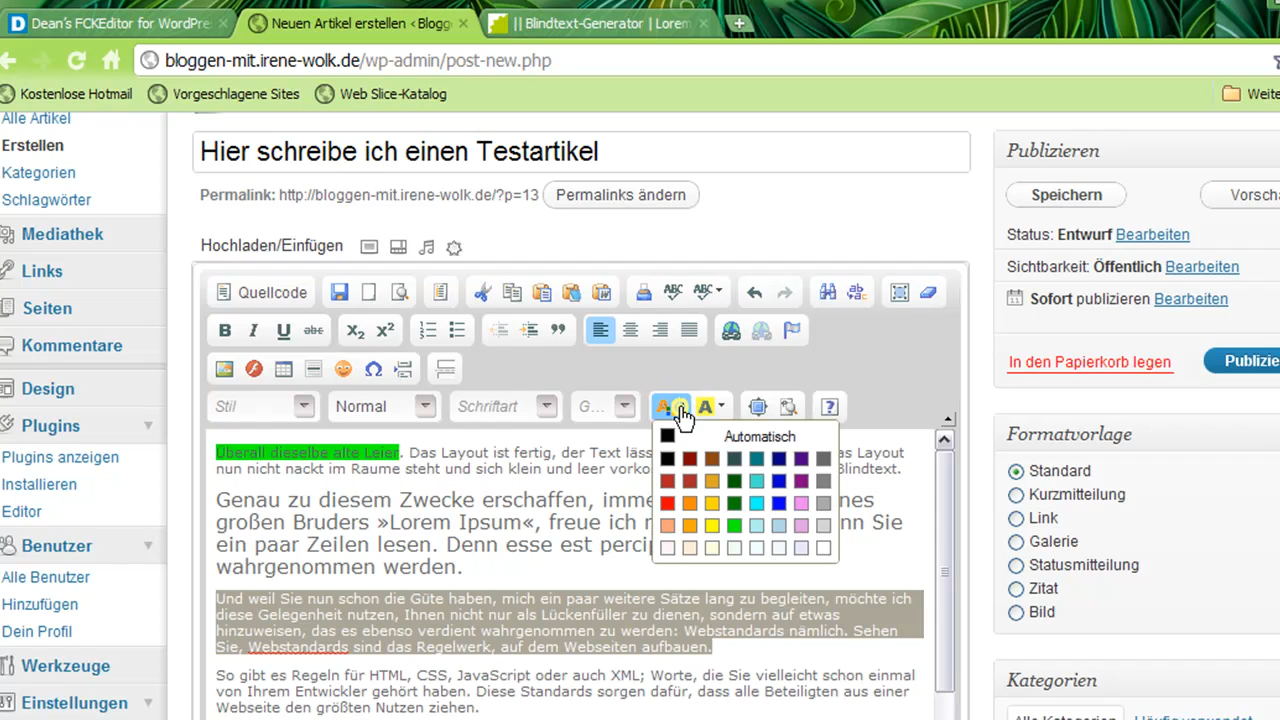 Dean's FCKEditor for WordPre
Neuen Artikel erstellen ‹ Blogg
|| Blindtext-Generator | Lorem
bloggen-mit.irene-wolk.de/wp-admin/post-new.php
Kostenlose Hotmail
Vorgeschlagene Sites
Web Slice-Katalog
Weite
Alle Artikel
Erstellen
Kategorien
Schlagwörter
Mediathek
Links
Seiten
Kommentare
Design
Plugins
Plugins anzeigen
Installieren
Editor
Benutzer
Alle Benutzer
Hinzufügen
Dein Profil
Werkzeuge
Einstellungen
Hier schreibe ich einen Testartikel
Permalink: http://bloggen-mit.irene-wolk.de/?p=13 Permalinks ändern
Hochladen/Einfügen
Quellcode
Stil
Normal
Schriftart
G...
Automatisch
Überall dieselbe alte Leier. Das Layout ist fertig, der Text läss as Layout
nun nicht nackt im Raume steht und sich klein und leer vorko Blindtext.
Genau zu diesem Zwecke erschaffen, imme nes
großen Bruders »Lorem Ipsum«, freue ich m nn Sie
ein paar Zeilen lesen. Denn esse est percip
wahrgenommen werden.
Und weil Sie nun schon die Güte haben, mich ein paar weitere Sätze lang zu begleiten, möchte ich
diese Gelegenheit nutzen, Ihnen nicht nur als Lückenfüller zu dienen, sondern auf etwas
hinzuweisen, das es ebenso verdient wahrgenommen zu werden: Webstandards nämlich. Sehen
Sie, Webstandards sind das Regelwerk, auf dem Webseiten aufbauen.
So gibt es Regeln für HTML, CSS, JavaScript oder auch XML; Worte, die Sie vielleicht schon einmal
von Ihrem Entwickler gehört haben. Diese Standards sorgen dafür, dass alle Beteiligten aus einer
Webseite den größten Nutzen ziehen.
Publizieren
Speichern
Vorsch
Status: Entwurf Bearbeiten
Sichtbarkeit: Öffentlich Bearbeiten
Sofort publizieren Bearbeiten
In den Papierkorb legen
Publizie
Formatvorlage
Standard
Kurzmitteilung
Link
Galerie
Statusmitteilung
Zitat
Bild
Kategorien
Alle Kategorien
Häufig verwendet